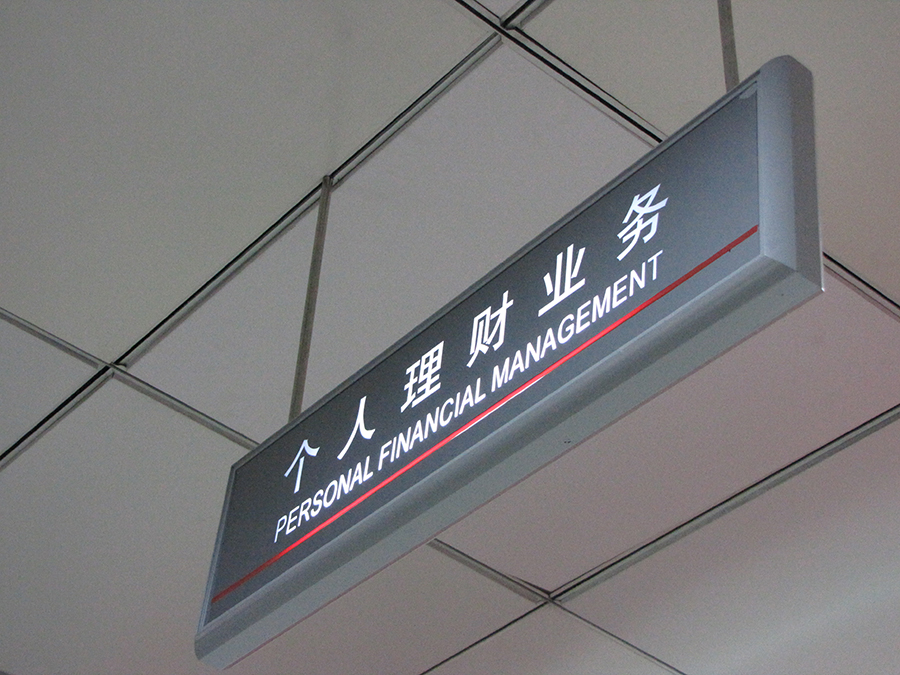 个人理财业务
PERSONAL FINANCIAL MANAGEMENT